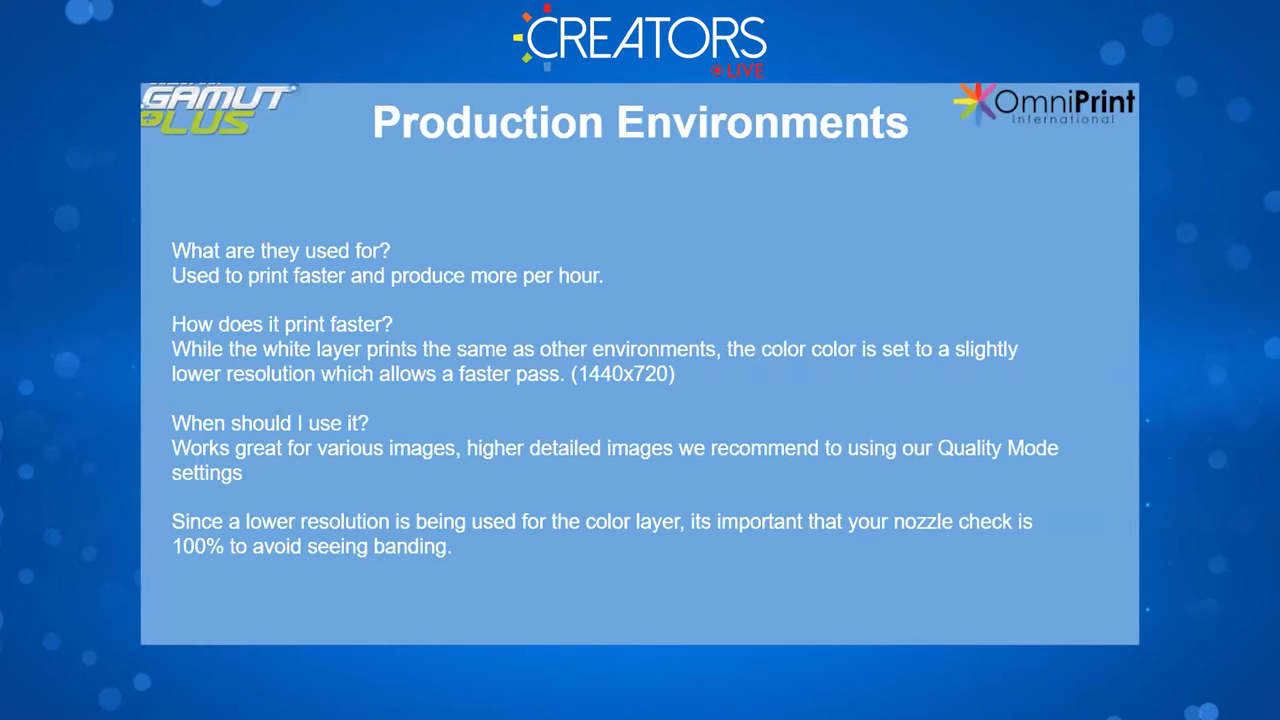 CREATORS
LIVE
GAMUT
PLUS
Production Environments
OmniPrint
International
What are they used for?
Used to print faster and produce more per hour.
How does it print faster?
While the white layer prints the same as other environments, the color color is set to a slightly
lower resolution which allows a faster pass. (1440x720)
When should I use it?
Works great for various images, higher detailed images we recommend to using our Quality Mode
settings
Since a lower resolution is being used for the color layer, its important that your nozzle check is
100% to avoid seeing banding.